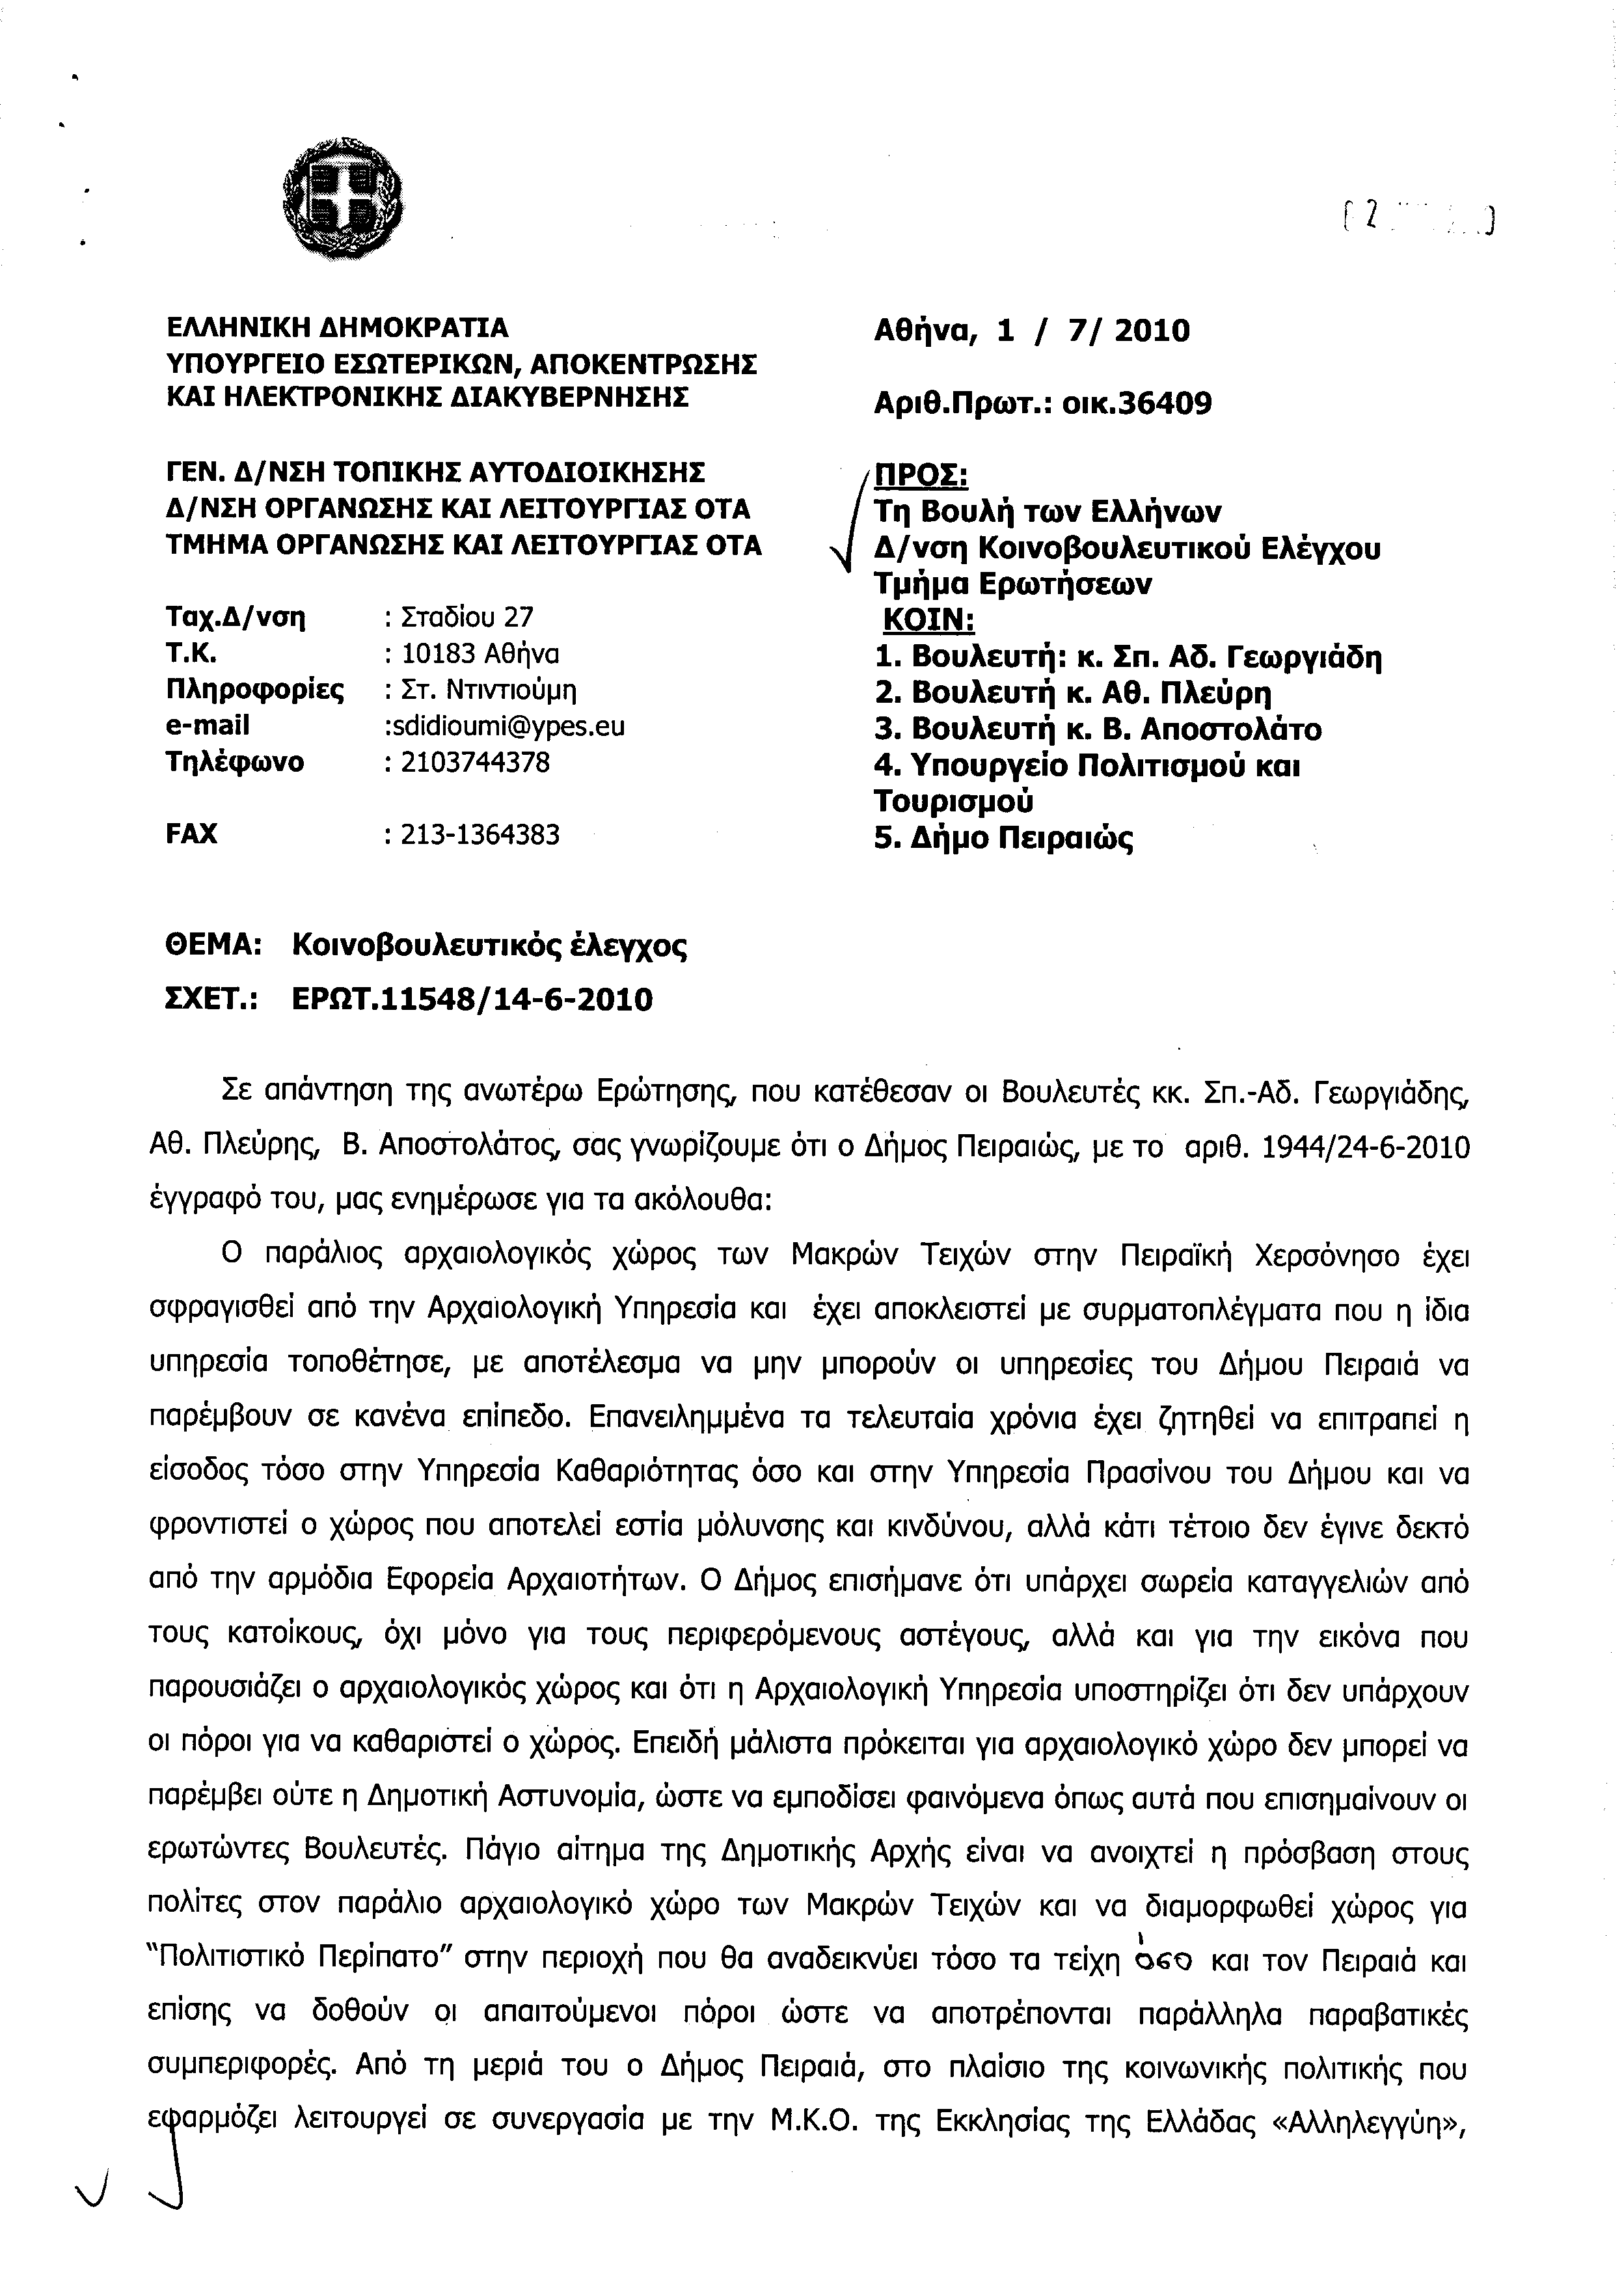 ΕΛΛΗΝΙΚΗ ΔΗΜΟΚΡΑΤΙΑ
ΥΠΟΥΡΓΕΙΟ ΕΣΩΤΕΡΙΚΩΝ, ΑΠΟΚΕΝΤΡΩΣΗΣ
ΚΑΙ ΗΛΕΚΤΡΟΝΙΚΗΣ ΔΙΑΚΥΒΕΡΝΗΣΗΣ
ΓΕΝ. Δ/ΝΣΗ ΤΟΠΙΚΗΣ ΑΥΤΟΔΙΟΙΚΗΣΗΣ
Δ/ΝΣΗ ΟΡΓΑΝΩΣΗΣ ΚΑΙ ΛΕΙΤΟΥΡΓΙΑΣ ΟΤΑ
ΤΜΗΜΑ ΟΡΓΑΝΩΣΗΣ ΚΑΙ ΛΕΙΤΟΥΡΓΙΑΣ ΟΤΑ
Ταχ.Δ/νση : Σταδίου 27
Τ.Κ. : 10183 Αθήνα
Πληροφορίες : Στ. Ντιντιούμη
e-mail :sdidioumi@ypes.eu
Τηλέφωνο : 2103744378
FAX : 213-1364383
Αθήνα, 1 / 7/ 2010
Αριθ.Πρωτ.: οικ.36409
ΠΡΟΣ:
Τη Βουλή των Ελλήνων
Δ/νση Κοινοβουλευτικού Ελέγχου
Τμήμα Ερωτήσεων
ΚΟΙΝ:
1. Βουλευτή: κ. Σπ. Αδ. Γεωργιάδη
2. Βουλευτή κ. Αθ. Πλεύρη
3. Βουλευτή κ. Β. Αποστολάτο
4. Υπουργείο Πολιτισμού και
Τουρισμού
5. Δήμο Πειραιώς
ΘΕΜΑ: Κοινοβουλευτικός έλεγχος
ΣΧΕΤ.: ΕΡΩΤ.11548/14-6-2010
Σε απάντηση της ανωτέρω Ερώτησης, που κατέθεσαν οι Βουλευτές κκ. Σπ.-Αδ. Γεωργιάδης,
Αθ. Πλεύρης, Β. Αποστολάτος, σας γνωρίζουμε ότι ο Δήμος Πειραιώς, με το αριθ. 1944/24-6-2010
έγγραφό του, μας ενημέρωσε για τα ακόλουθα:
Ο παράλιος αρχαιολογικός χώρος των Μακρών Τειχών στην Πειραϊκή Χερσόνησο έχει
σφραγισθεί από την Αρχαιολογική Υπηρεσία και έχει αποκλειστεί με συρματοπλέγματα που η ίδια
υπηρεσία τοποθέτησε, με αποτέλεσμα να μην μπορούν οι υπηρεσίες του Δήμου Πειραιά να
παρέμβουν σε κανένα επίπεδο. Επανειλημμένα τα τελευταία χρόνια έχει ζητηθεί να επιτραπεί η
είσοδος τόσο στην Υπηρεσία Καθαριότητας όσο και στην Υπηρεσία Πρασίνου του Δήμου και να
φροντιστεί ο χώρος που αποτελεί εστία μόλυνσης και κινδύνου, αλλά κάτι τέτοιο δεν έγινε δεκτό
από την αρμόδια Εφορεία Αρχαιοτήτων. Ο Δήμος επισήμανε ότι υπάρχει σωρεία καταγγελιών από
τους κατοίκους, όχι μόνο για τους περιφερόμενους αστέγους, αλλά και για την εικόνα που
παρουσιάζει ο αρχαιολογικός χώρος και ότι η Αρχαιολογική Υπηρεσία υποστηρίζει ότι δεν υπάρχουν
οι πόροι για να καθαριστεί ο χώρος. Επειδή μάλιστα πρόκειται για αρχαιολογικό χώρο δεν μπορεί να
παρέμβει ούτε η Δημοτική Αστυνομία, ώστε να εμποδίσει φαινόμενα όπως αυτά που επισημαίνουν οι
ερωτώντες Βουλευτές. Πάγιο αίτημα της Δημοτικής Αρχής είναι να ανοιχτεί η πρόσβαση στους
πολίτες στον παράλιο αρχαιολογικό χώρο των Μακρών Τειχών και να διαμορφωθεί χώρος για
"Πολιτιστικό Περίπατο" στην περιοχή που θα αναδεικνύει τόσο τα τείχη όσο και τον Πειραιά και
επίσης να δοθούν οι απαιτούμενοι πόροι ώστε να αποτρέπονται παράλληλα παραβατικές
συμπεριφορές. Από τη μεριά του ο Δήμος Πειραιά, στο πλαίσιο της κοινωνικής πολιτικής που
εφαρμόζει λειτουργεί σε συνεργασία με την Μ.Κ.Ο. της Εκκλησίας της Ελλάδας «Αλληλεγγύη»,